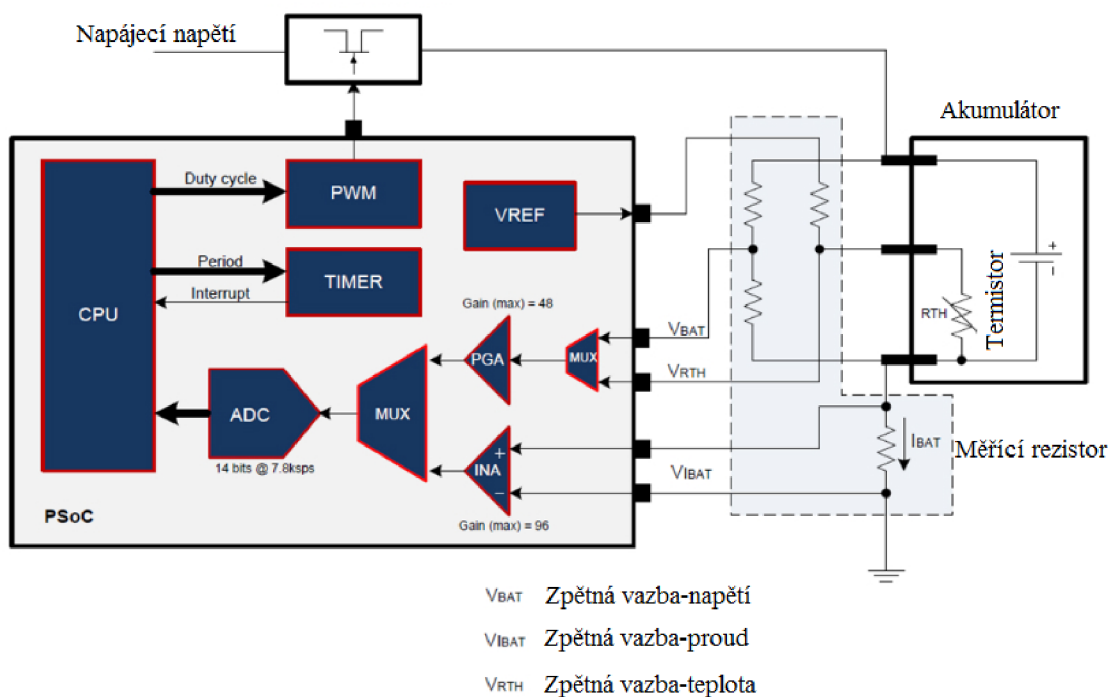 Napájecí napětí
Akumulátor
Duty cycle
PWM
VREF
Period
Interrupt
TIMER
CPU
Gain (max) = 48
VBAT
PGA
MUX
VRTH
RTH
Termistor
ADC
MUX
14 bits @ 7.8ksps
+
INA
−
VIBAT
Gain (max) = 96
IBAT
Měřící rezistor
PSoC
+
-
VBAT Zpětná vazba-napětí
VIBAT Zpětná vazba-proud
VRTH Zpětná vazba-teplota